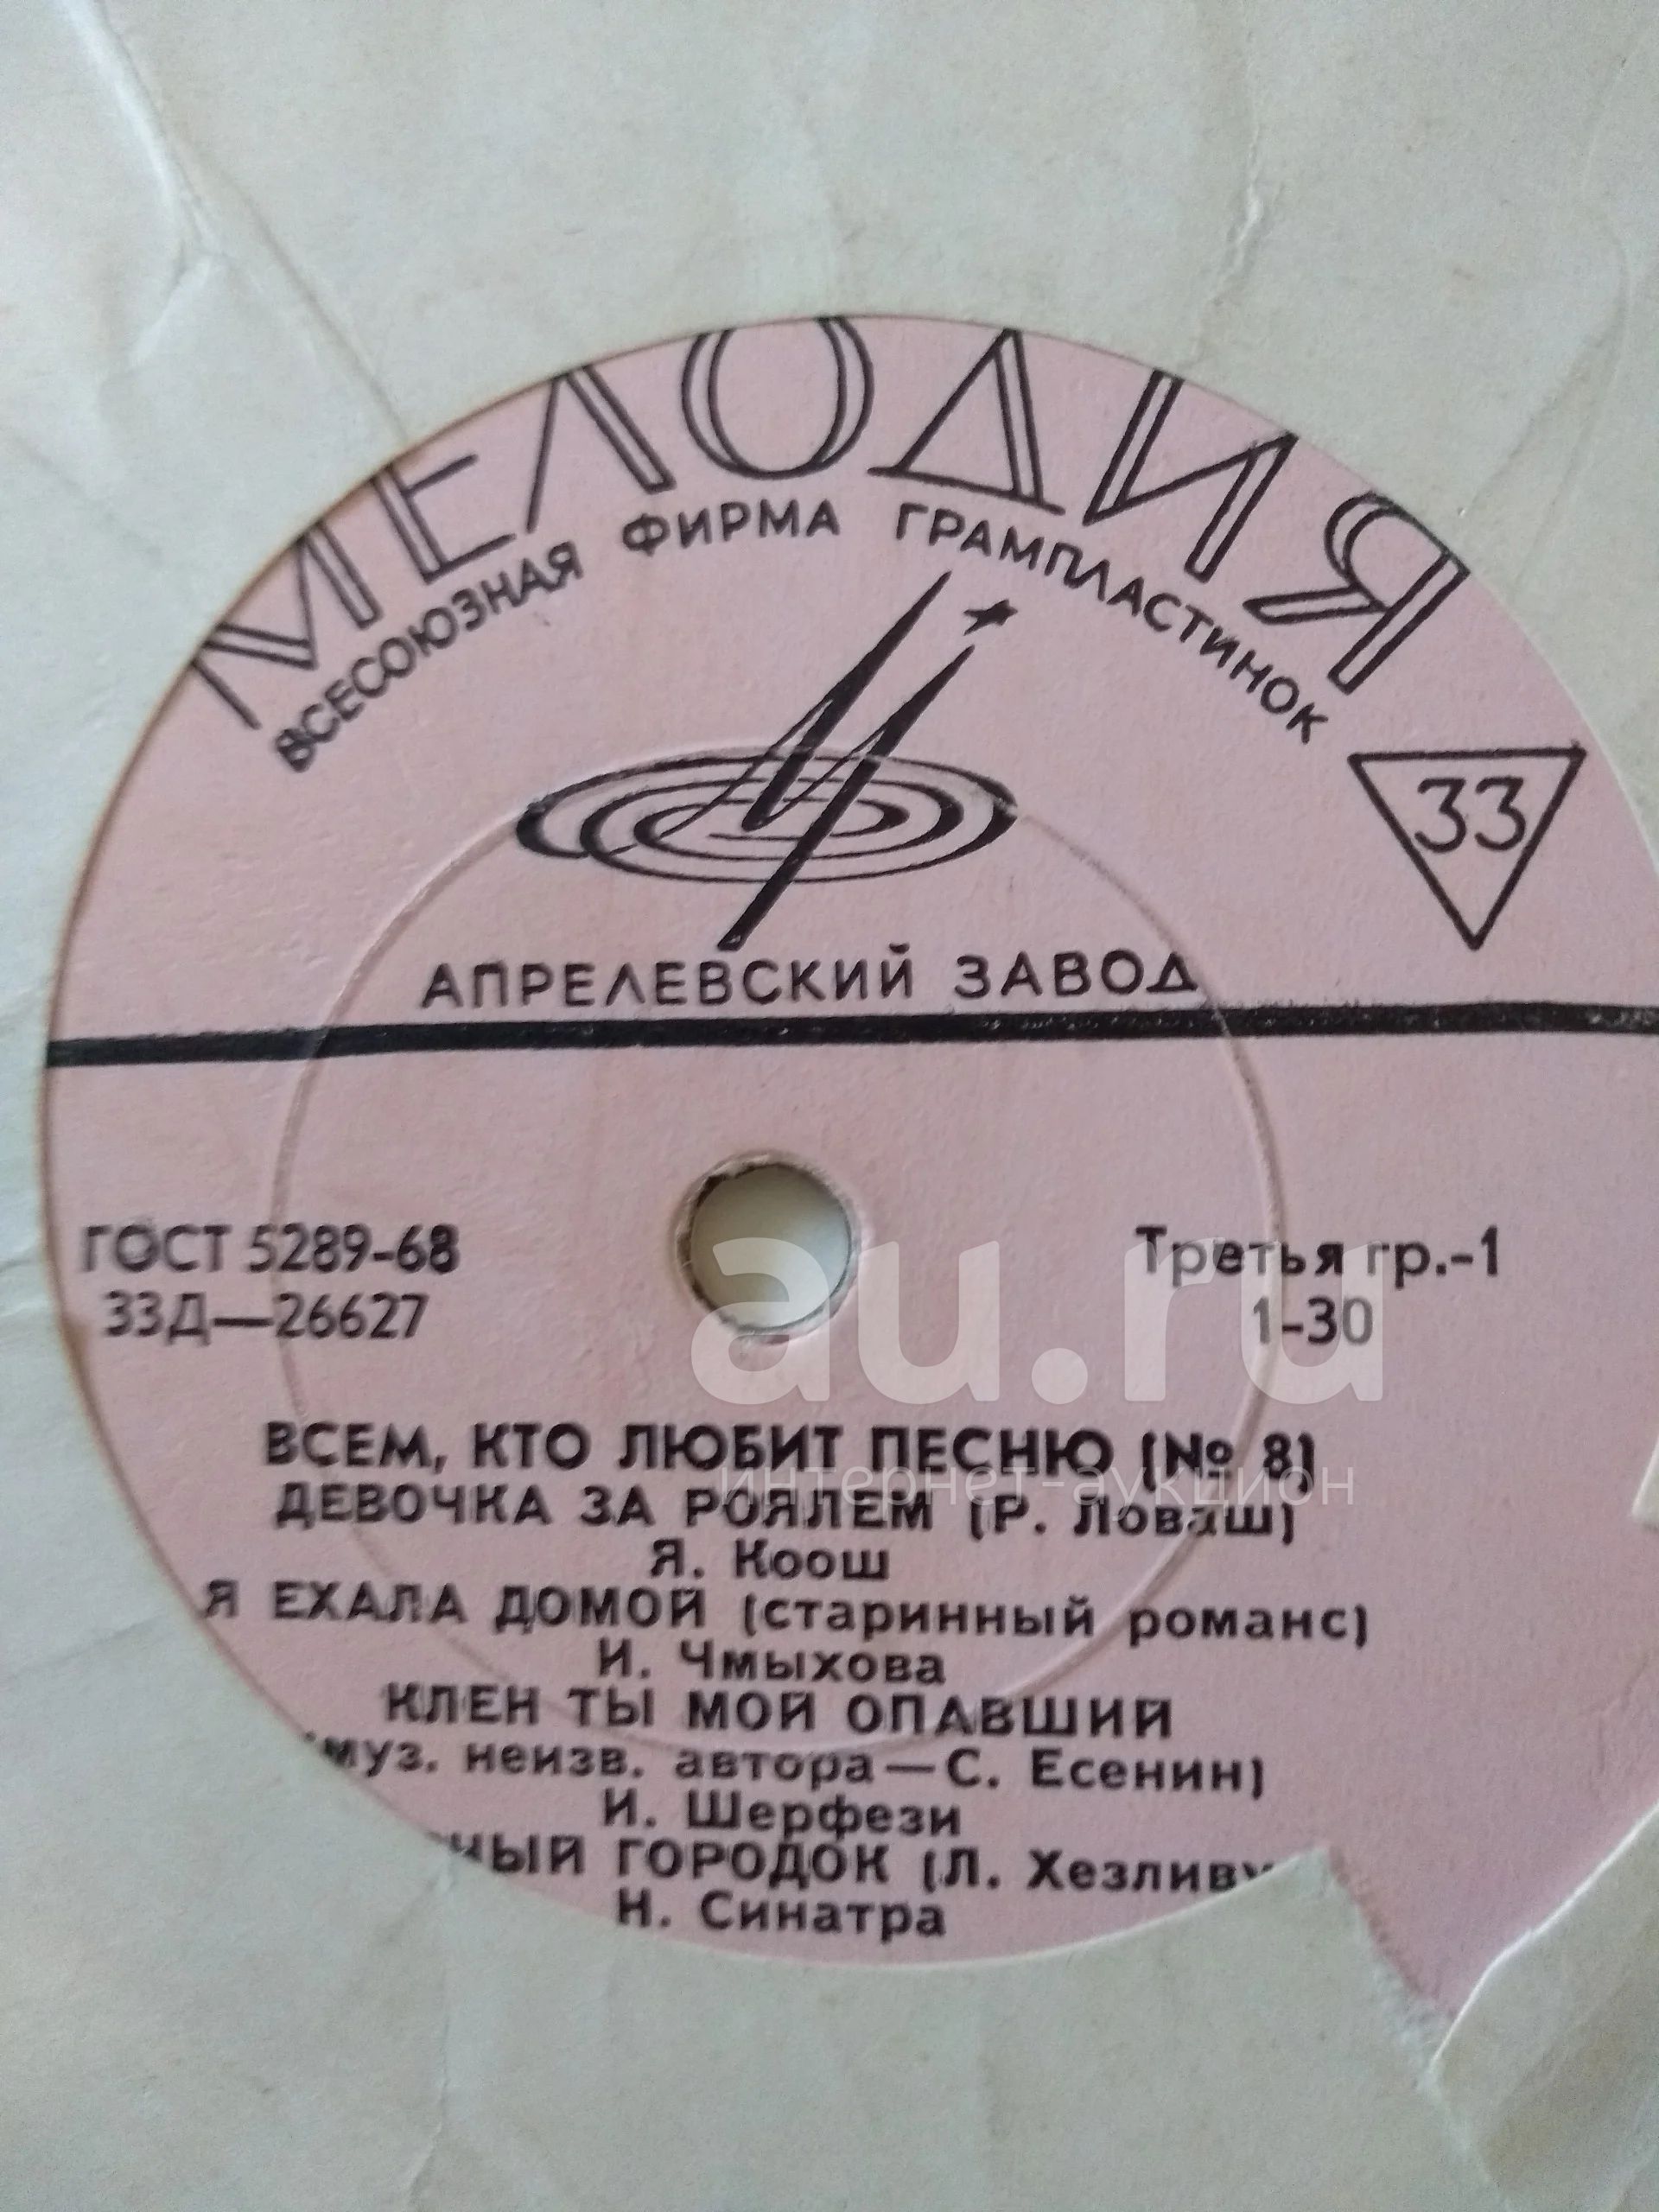 МЕЛОДИЯ
ВСЕСОЮЗНАЯ ФИРМА ГРАМПЛАСТИНОК
33
АПРЕЛЕВСКИЙ ЗАВОД
ГОСТ 5289-68
Третья гр.-1
33Д—26627
1-30
au.ru
интернет-аукцион
ВСЕМ, КТО ЛЮБИТ ПЕСНЮ (№ 8)
ДЕВОЧКА ЗА РОЯЛЕМ (Р. Ловаш)
Я. Коош
Я ЕХАЛА ДОМОЙ (старинный романс)
И. Чмыхова
КЛЕН ТЫ МОЙ ОПАВШИЙ
(муз. неизв. автора—С. Есенин)
И. Шерфези
ГОРОДОК (Л.
Н. Синатра